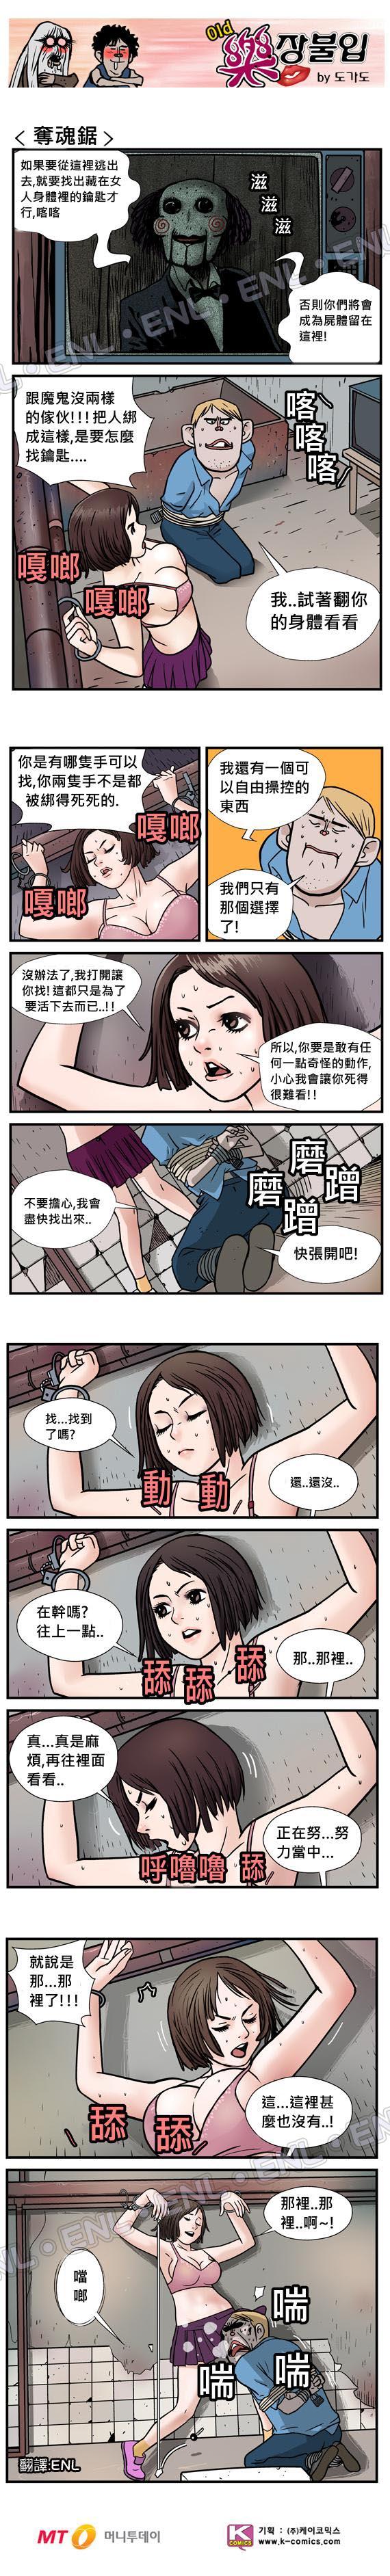 Old
樂장불입
by 도가도
< 奪魂鋸 >
如果要從這裡逃出
去,就要找出藏在女
人身體裡的鑰匙才
行,喀喀
滋
滋
滋
否則你們將會
成為屍體留在
這裡!
跟魔鬼沒兩樣
的傢伙!!!把人綁
成這樣,是要怎麼
找鑰匙....
喀
喀
喀
嘎啷
嘎啷
我..試著翻你
的身體看看
你是有哪隻手可以
找,你兩隻手不是都
被綁得死死的.
嘎啷
嘎啷
我還有一個可
以自由操控的
東西
我們只有
那個選擇
了!
沒辦法了,我打開讓
你找!這都只是為了
要活下去而已..!!
所以,你要是敢有任
何一點奇怪的動作,
小心我會讓你死得
很難看!!
不要擔心,我會
盡快找出來..
磨蹭
磨蹭
快張開吧!
找...找到
了嗎?
動 動
還..還沒..
在幹嗎?
往上一點..
舔 舔 舔
那..那裡..
真...真是麻
煩,再往裡面
看看..
呼嚕嚕 舔
正在努...努
力當中...
就說是
那...那
裡了!!!
舔 舔
這...這裡甚
麼也沒有..!
那裡..那
裡..啊~!
噹
啷
喘
喘
喘
翻譯:ENL
ENL • ENL • ENL • ENL
ENL • ENL • ENL • ENL
MT 머니투데이
K COMICS
기획 : (주)케이코믹스
www.k-comics.com